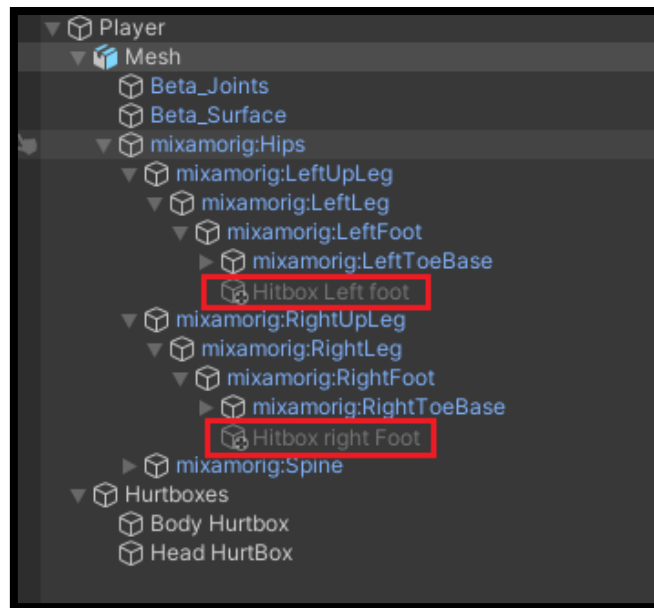 Player
Mesh
Beta_Joints
Beta_Surface
mixamorig:Hips
mixamorig:LeftUpLeg
mixamorig:LeftLeg
mixamorig:LeftFoot
mixamorig:LeftToeBase
Hitbox Left foot
mixamorig:RightUpLeg
mixamorig:RightLeg
mixamorig:RightFoot
mixamorig:RightToeBase
Hitbox right Foot
mixamorig:Spine
Hurtboxes
Body Hurtbox
Head HurtBox